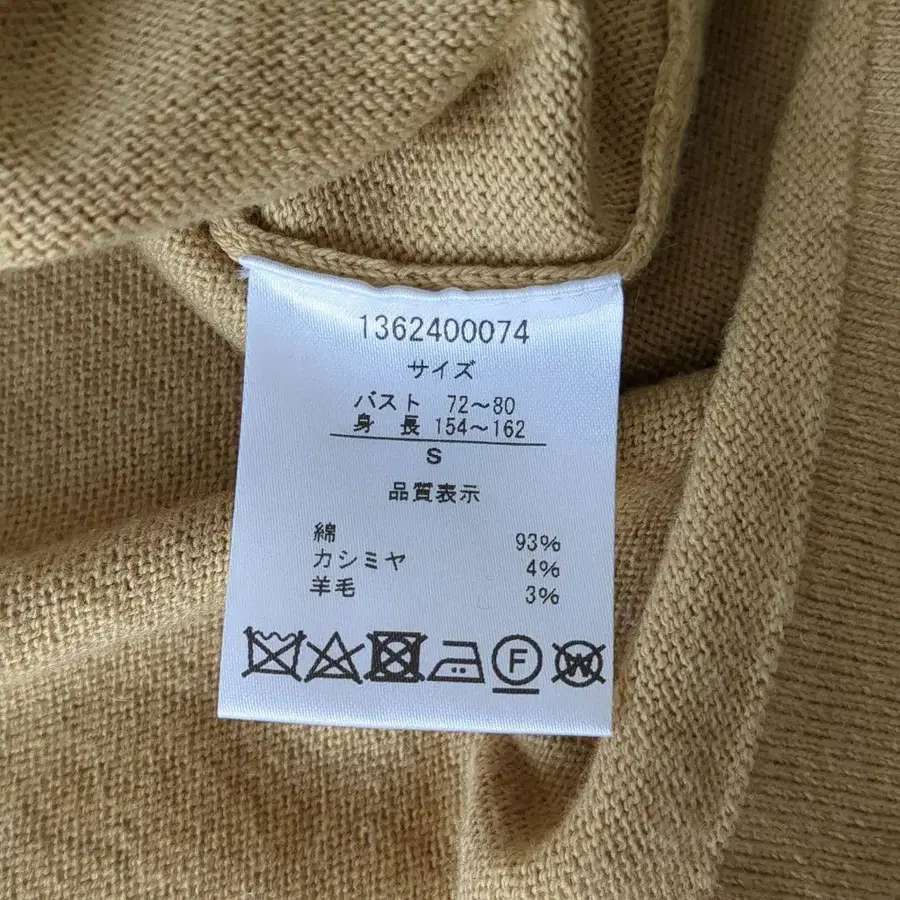 1362400074
サイズ
バスト 72～80
身 長 154～162
S
品質表示
綿 93%
カシミヤ 4%
羊毛 3%
F W